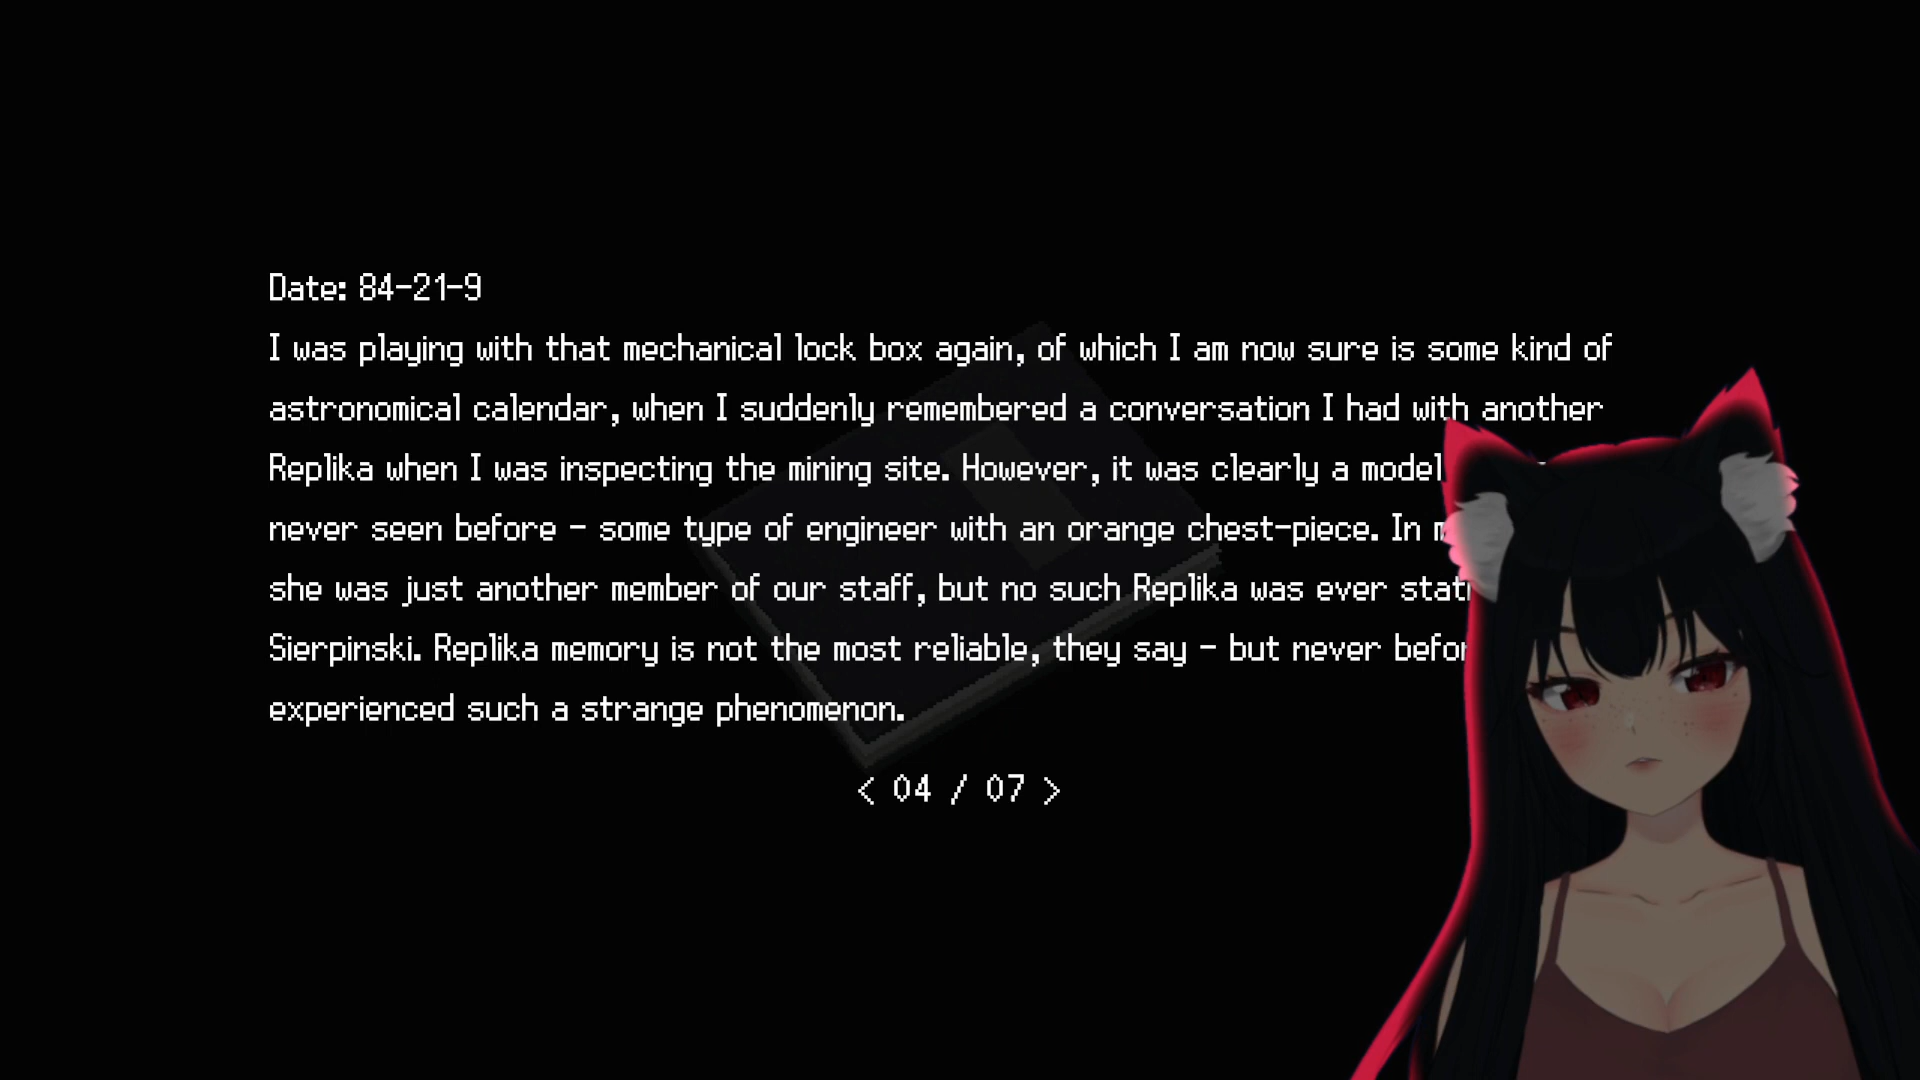 Date: 84-21-9
I was playing with that mechanical lock box again, of which I am now sure is some kind of
astronomical calendar, when I suddenly remembered a conversation I had with another
Replika when I was inspecting the mining site. However, it was clearly a model
never seen before - some type of engineer with an orange chest-piece. In
she was just another member of our staff, but no such Replika was ever
Sierpinski. Replika memory is not the most reliable, they say - but never
experienced such a strange phenomenon.
< 04 / 07 >